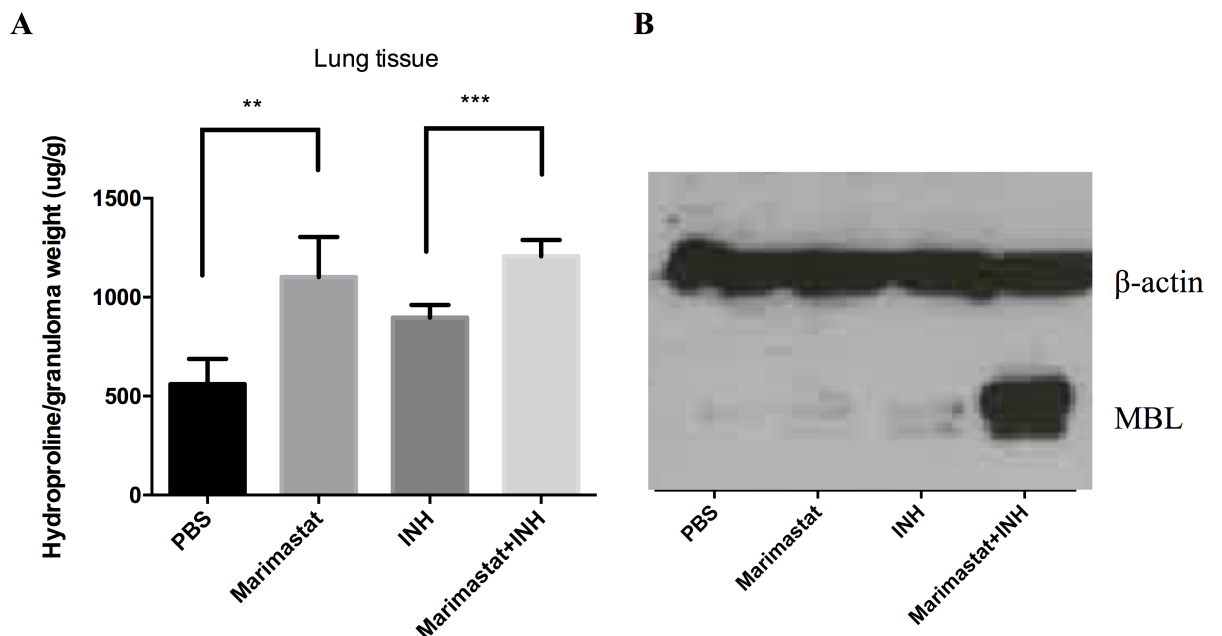 A
B
Lung tissue
**
***
Hydroproline/granuloma weight (ug/g)
1500
1000
500
0
PBS
Marimastat
INH
Marimastat+INH
β-actin
MBL
PBS
Marimastat
INH
Marimastat+INH